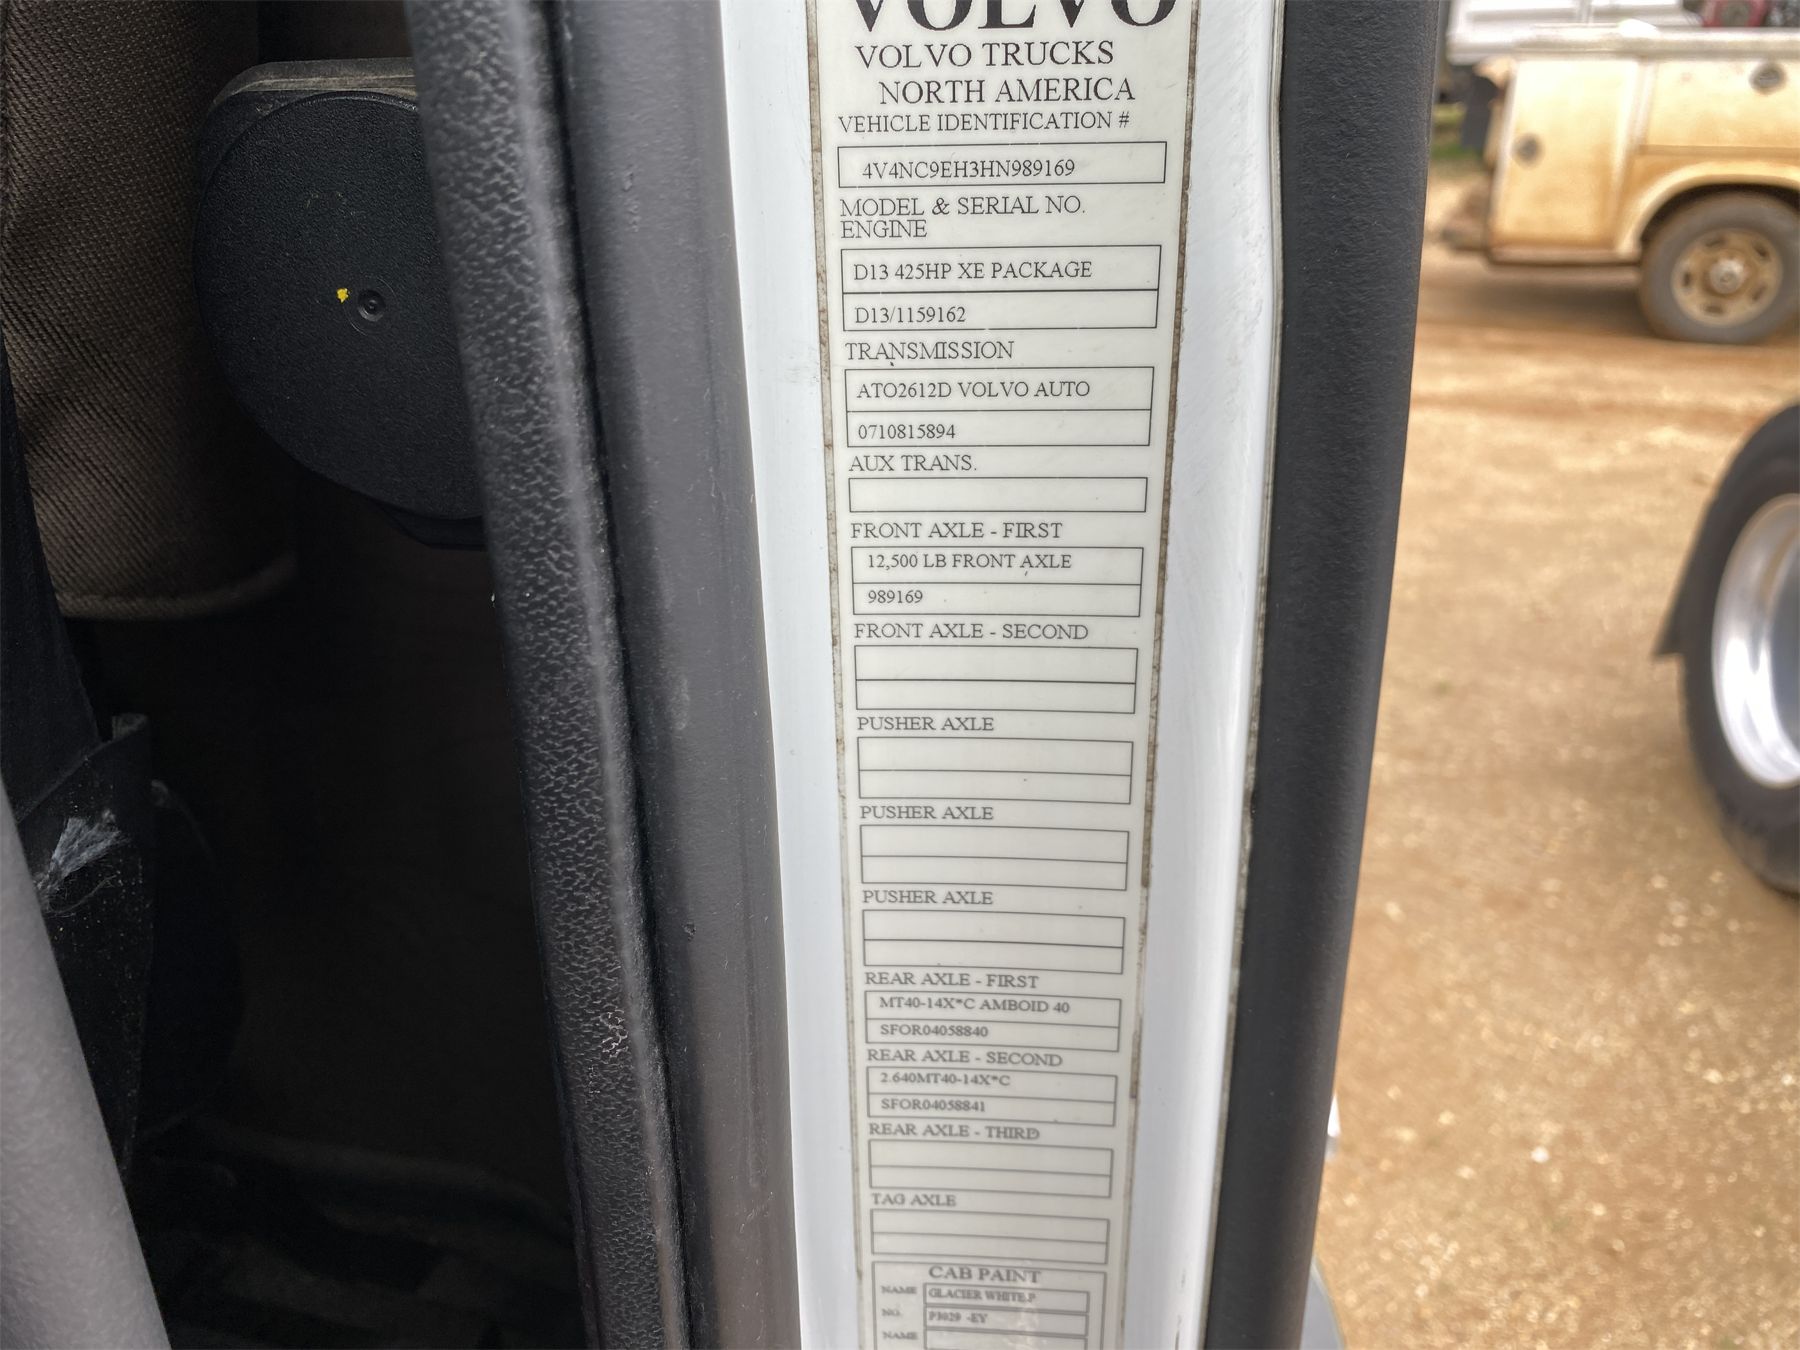 VOLVO
VOLVO TRUCKS
NORTH AMERICA
VEHICLE IDENTIFICATION #
4V4NC9EH3HN989169
MODEL & SERIAL NO.
ENGINE
D13 425HP XE PACKAGE
D13/1159162
TRANSMISSION
ATO2612D VOLVO AUTO
0710815894
AUX TRANS.
FRONT AXLE - FIRST
12,500 LB FRONT AXLE
989169
FRONT AXLE - SECOND
PUSHER AXLE
PUSHER AXLE
PUSHER AXLE
REAR AXLE - FIRST
MT40-14X*C AMBOID 40
SFOR04058840
REAR AXLE - SECOND
2.640MT40-14X*C
SFOR04058841
REAR AXLE - THIRD
TAG AXLE
CAB PAINT
NAME GLACIER WHITE-P
NO. P3029 -EY
NAME